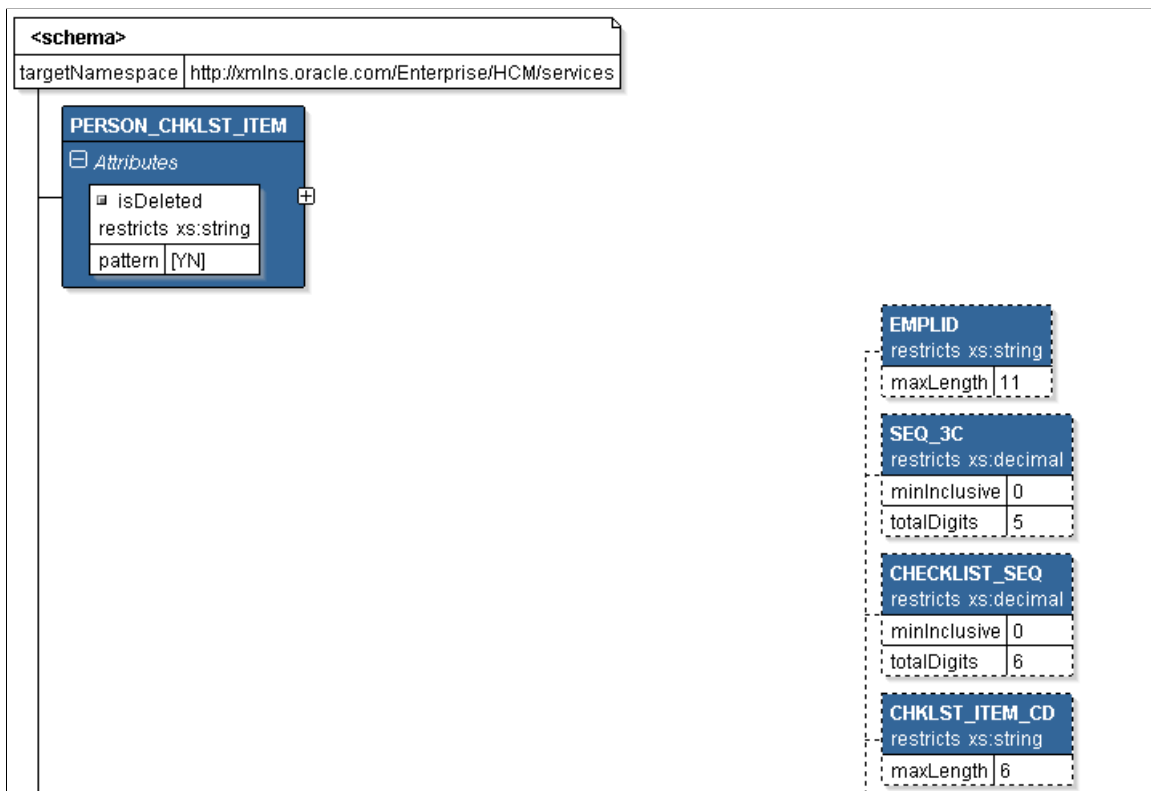 <schema>
targetNamespace http://xmlns.oracle.com/Enterprise/HCM/services
PERSON_CHKLST_ITEM
Attributes
isDeleted
restricts xs:string
pattern [YN]
EMPLID
restricts xs:string
maxLength 11
SEQ_3C
restricts xs:decimal
minInclusive 0
totalDigits 5
CHECKLIST_SEQ
restricts xs:decimal
minInclusive 0
totalDigits 6
CHKLST_ITEM_CD
restricts xs:string
maxLength 6